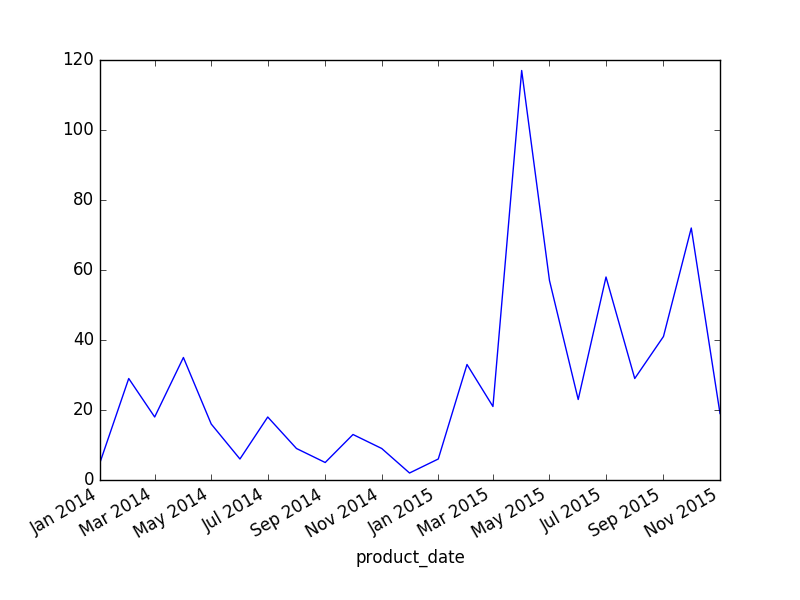 120
100
80
60
40
20
0
Jan 2014
Mar 2014
May 2014
Jul 2014
Sep 2014
Nov 2014
Jan 2015
Mar 2015
May 2015
Jul 2015
Sep 2015
Nov 2015
product_date